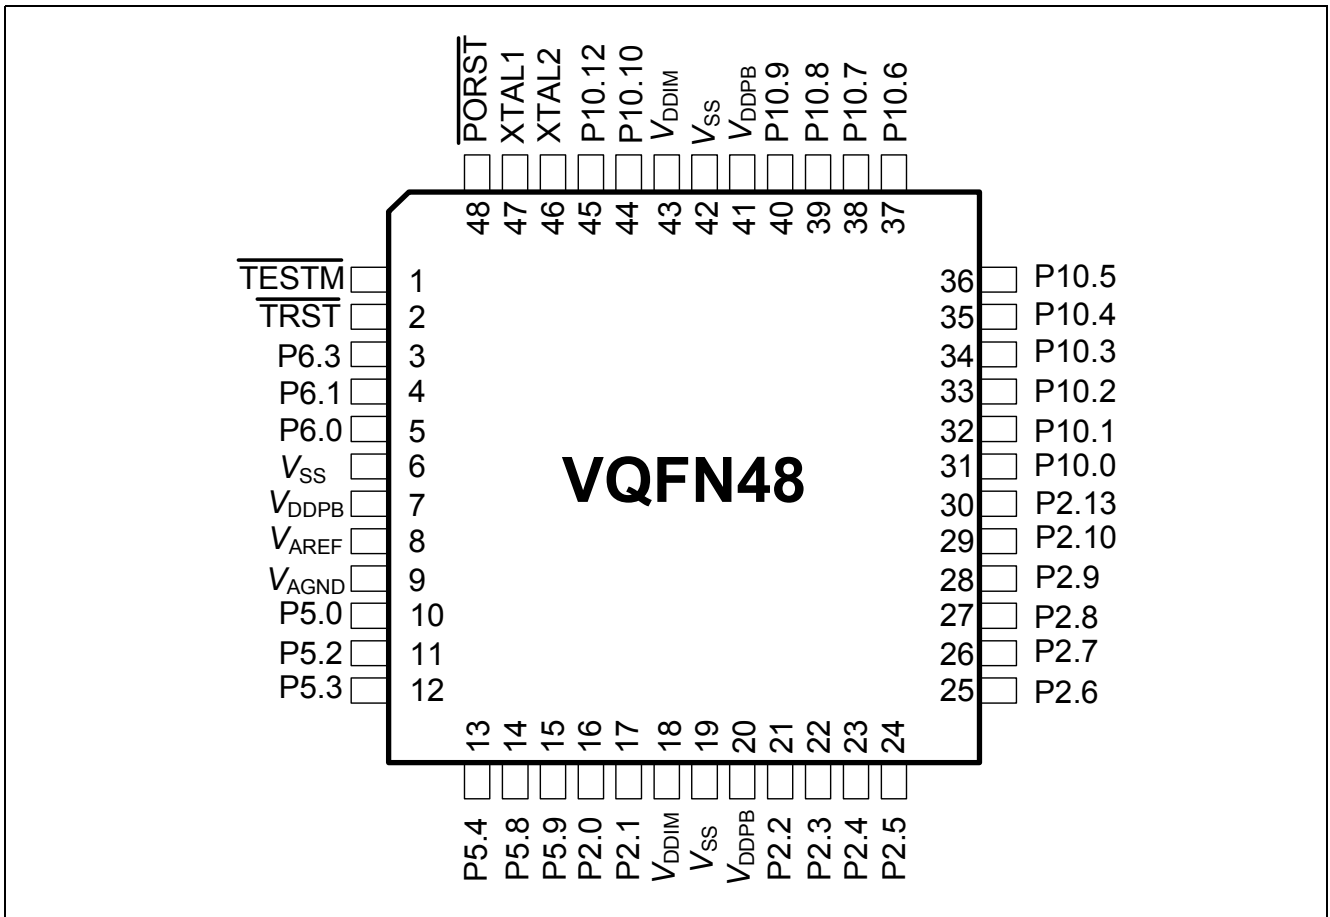 PORST
XTAL1
XTAL2
P10.12
P10.10
VDDIM
VSS
VDDPB
P10.9
P10.8
P10.7
P10.6
48
47
46
45
44
43
42
41
40
39
38
37
TESTM 1
TRST 2
P6.3 3
P6.1 4
P6.0 5
VSS 6
VDDPB 7
VAREF 8
VAGND 9
P5.0 10
P5.2 11
P5.3 12
VQFN48
36 P10.5
35 P10.4
34 P10.3
33 P10.2
32 P10.1
31 P10.0
30 P2.13
29 P2.10
28 P2.9
27 P2.8
26 P2.7
25 P2.6
13
14
15
16
17
18
19
20
21
22
23
24
P5.4
P5.8
P5.9
P2.0
P2.1
VDDIM
VSS
VDDPB
P2.2
P2.3
P2.4
P2.5